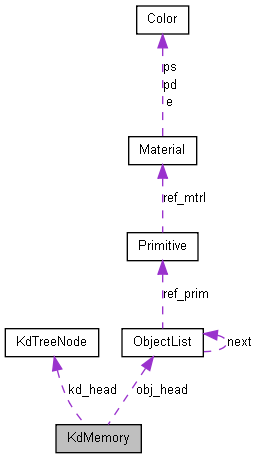 Color
ps
pd
e
Material
ref_mtrl
Primitive
ref_prim
KdTreeNode
ObjectList
next
kd_head
obj_head
KdMemory